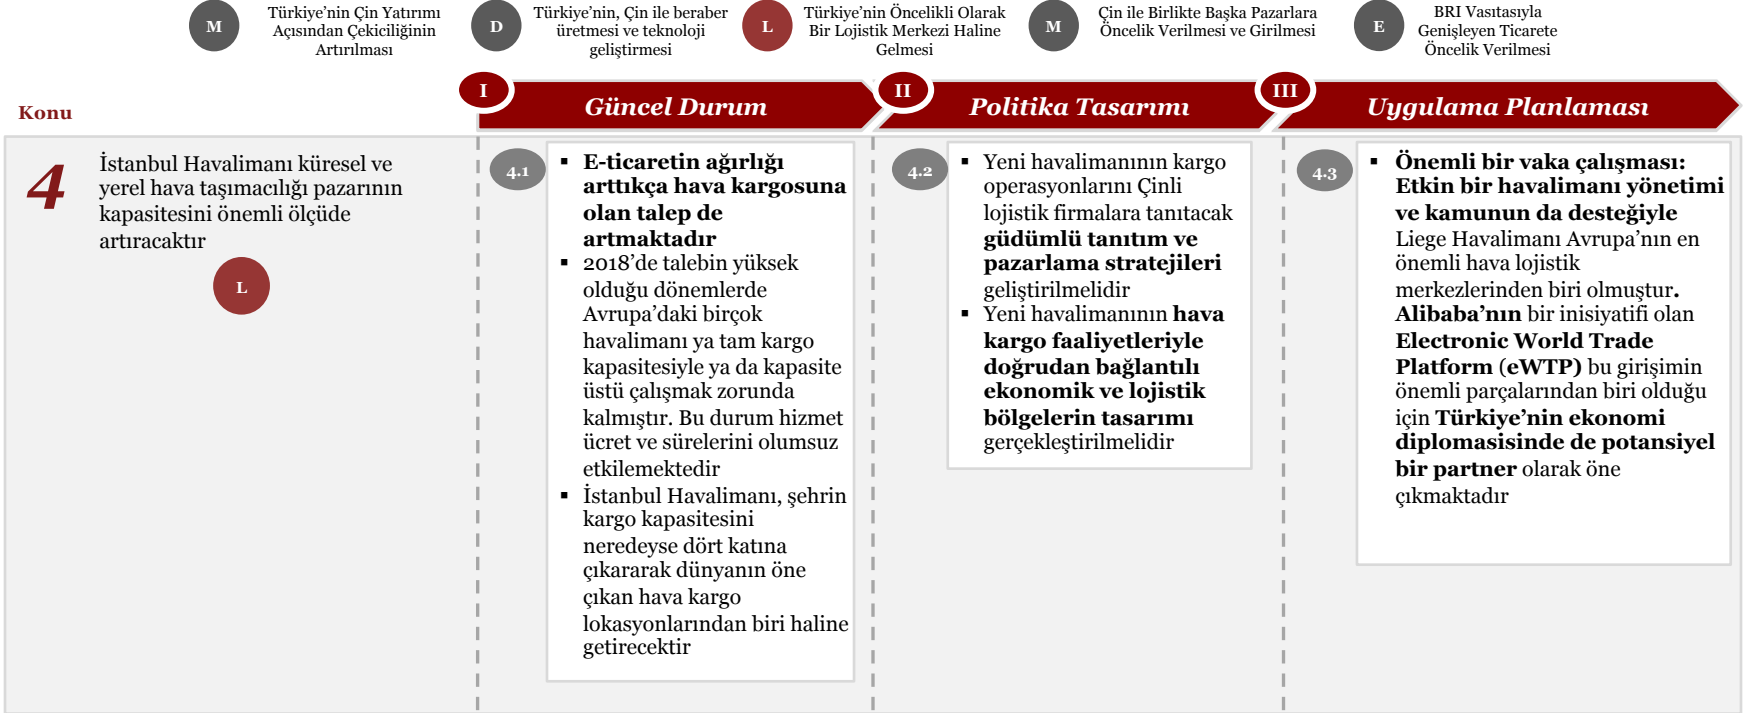 M
Türkiye’nin Çin Yatırımı
Açısından Çekiciliğinin
Artırılması
D
Türkiye’nin, Çin ile beraber
üretmesi ve teknoloji
geliştirmesi
L
Türkiye’nin Öncelikli Olarak
Bir Lojistik Merkezi Haline
Gelmesi
M
Çin ile Birlikte Başka Pazarlara
Öncelik Verilmesi ve Girilmesi
E
BRI Vasıtasıyla
Genişleyen Ticarete
Öncelik Verilmesi
Konu
I
Güncel Durum
II
Politika Tasarımı
III
Uygulama Planlaması
4
İstanbul Havalimanı küresel ve
yerel hava taşımacılığı pazarının
kapasitesini önemli ölçüde
artıracaktır
L
4.1
▪ E-ticaretin ağırlığı
arttıkça hava kargosuna
olan talep de
artmaktadır
▪ 2018’de talebin yüksek
olduğu dönemlerde
Avrupa’daki birçok
havalimanı ya tam kargo
kapasitesiyle ya da kapasite
üstü çalışmak zorunda
kalmıştır. Bu durum hizmet
ücret ve sürelerini olumsuz
etkilemektedir
▪ İstanbul Havalimanı, şehrin
kargo kapasitesini
neredeyse dört katına
çıkararak dünyanın öne
çıkan hava kargo
lokasyonlarından biri haline
getirecektir
4.2
▪ Yeni havalimanının kargo
operasyonlarını Çinli
lojistik firmalara tanıtacak
güdümlü tanıtım ve
pazarlama stratejileri
geliştirilmelidir
▪ Yeni havalimanının hava
kargo faaliyetleriyle
doğrudan bağlantılı
ekonomik ve lojistik
bölgelerin tasarımı
gerçekleştirilmelidir
4.3
▪ Önemli bir vaka çalışması:
Etkin bir havalimanı yönetimi
ve kamunun da desteğiyle
Liege Havalimanı Avrupa’nın en
önemli hava lojistik
merkezlerinden biri olmuştur.
Alibaba’nın bir inisiyatifi olan
Electronic World Trade
Platform (eWTP) bu girişimin
önemli parçalarından biri olduğu
için Türkiye’nin ekonomi
diplomasisinde de potansiyel
bir partner olarak öne
çıkmaktadır